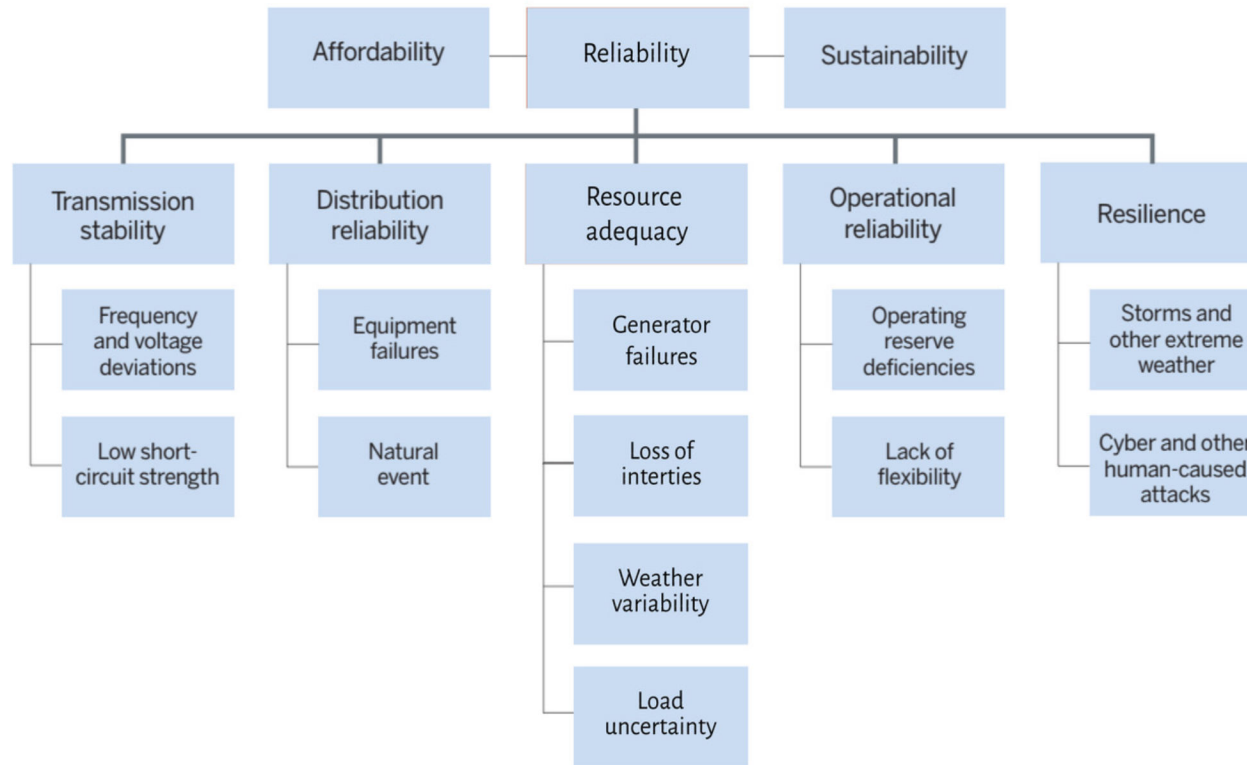 Affordability
Reliability
Sustainability
Transmission
stability
Distribution
reliability
Resource
adequacy
Operational
reliability
Resilience
Frequency
and voltage
deviations
Low short-
circuit strength
Equipment
failures
Natural
event
Generator
failures
Loss of
interties
Weather
variability
Load
uncertainty
Operating
reserve
deficiencies
Lack of
flexibility
Storms and
other extreme
weather
Cyber and other
human-caused
attacks